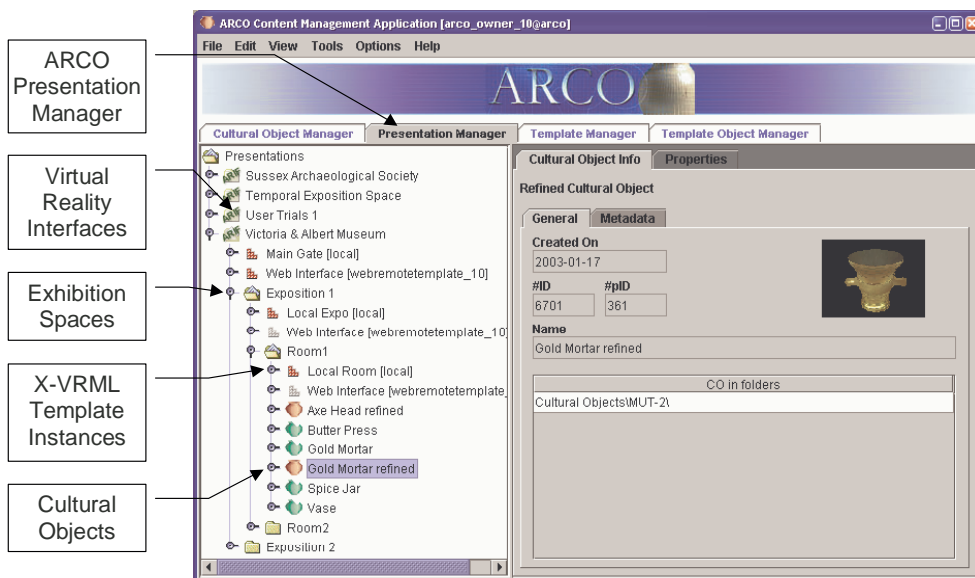 ARCO Content Management Application [arco_owner_10@arco]
File Edit View Tools Options Help
ARCO
Cultural Object Manager Presentation Manager Template Manager Template Object Manager
ARCO
Presentation
Manager
Virtual
Reality
Interfaces
Exhibition
Spaces
X-VRML
Template
Instances
Cultural
Objects
Presentations
Sussex Archaeological Society
Temporal Exposition Space
User Trials 1
Victoria & Albert Museum
Main Gate [local]
Web Interface [webremotetemplate_10]
Exposition 1
Local Expo [local]
Web Interface [webremotetemplate_10]
Room1
Local Room [local]
Web Interface [webremotetemplate_
Axe Head refined
Butter Press
Gold Mortar
Gold Mortar refined
Spice Jar
Vase
Room2
Exposition 2
Cultural Object Info Properties
Refined Cultural Object
General Metadata
Created On
2003-01-17
#ID #pID
6701 361
Name
Gold Mortar refined
CO in folders
Cultural Objects\MUT-2\